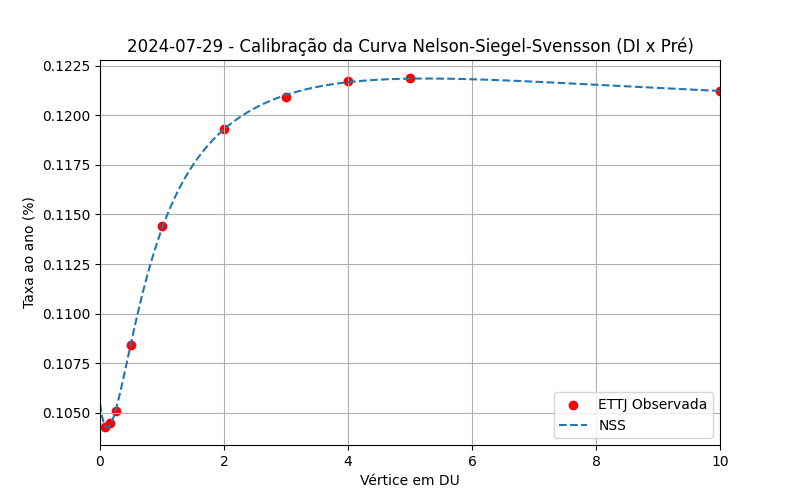 2024-07-29 - Calibração da Curva Nelson-Siegel-Svensson (DI x Pré)
Taxa ao ano (%)
0.1225
0.1200
0.1175
0.1150
0.1125
0.1100
0.1075
0.1050
ETTJ Observada
NSS
0 2 4 6 8 10
Vértice em DU